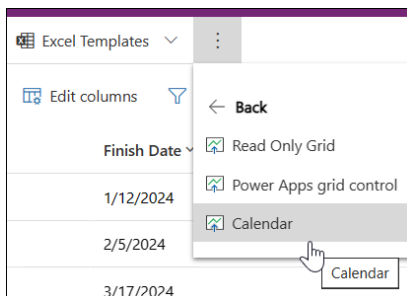 Excel Templates
Edit columns
Back
Read Only Grid
Finish Date
Power Apps grid control
1/12/2024
Calendar
2/5/2024
Calendar
3/17/2024